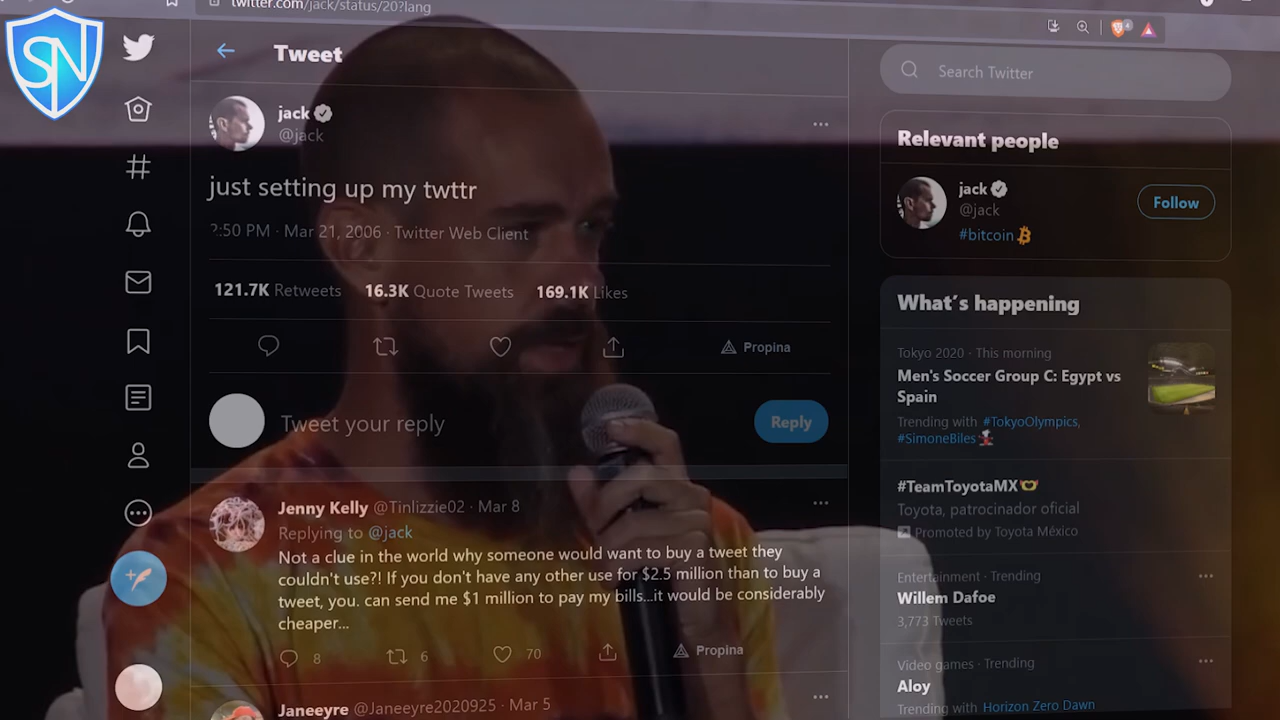 twitter.com/jack/status/20?lang
SN
Tweet
jack
@jack
just setting up my twttr
2:50 PM · Mar 21, 2006 · Twitter Web Client
121.7K Retweets 16.3K Quote Tweets 169.1K Likes
Propina
Tweet your reply
Reply
Jenny Kelly @Tinlizzie02 · Mar 8
Replying to @jack
Not a clue in the world why someone would want to buy a tweet they
couldn't use?! If you don't have any other use for $2.5 million than to buy a
tweet, you. can send me $1 million to pay my bills...it would be considerably
cheaper...
8 6 70 Propina
Janeeyre @Janeeyre2020925 · Mar 5
4
Search Twitter
Relevant people
jack
@jack
Follow
#bitcoin
What's happening
Tokyo 2020 · This morning
Men's Soccer Group C: Egypt vs
Spain
Trending with #TokyoOlympics,
#SimoneBiles
#TeamToyotaMX
Toyota, patrocinador oficial
Promoted by Toyota México
Entertainment · Trending
Willem Dafoe
3,773 Tweets
Video games · Trending
Aloy
Trending with Horizon Zero Dawn